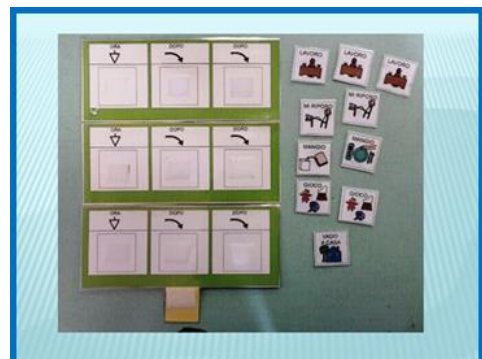 ORA DOPO DOPO
ORA DOPO DOPO
ORA DOPO DOPO
LAVORO LAVORO LAVORO
MI RIPOSO MI RIPOSO
MANGIO MANGIO
GIOCO GIOCO
VADO A CASA